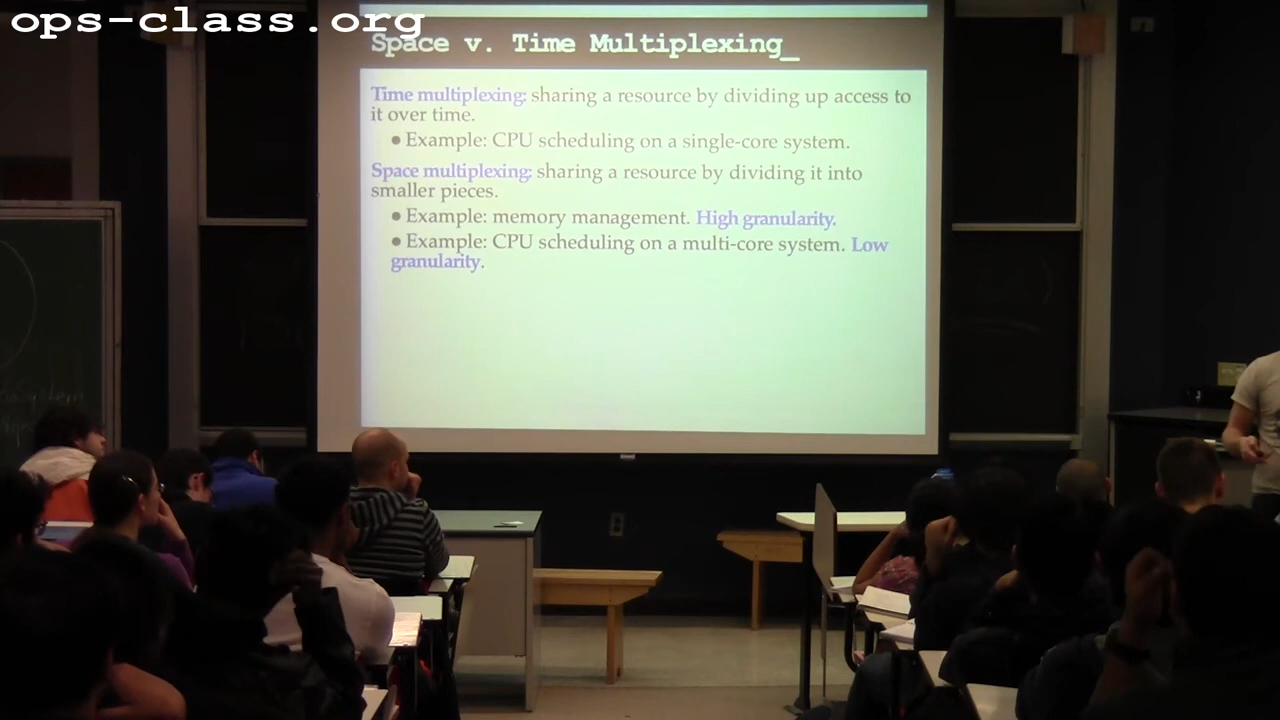 ops-class.org
Space v. Time Multiplexing_
Time multiplexing: sharing a resource by dividing up access to
it over time.
● Example: CPU scheduling on a single-core system.
Space multiplexing: sharing a resource by dividing it into
smaller pieces.
● Example: memory management. High granularity.
● Example: CPU scheduling on a multi-core system. Low
granularity.